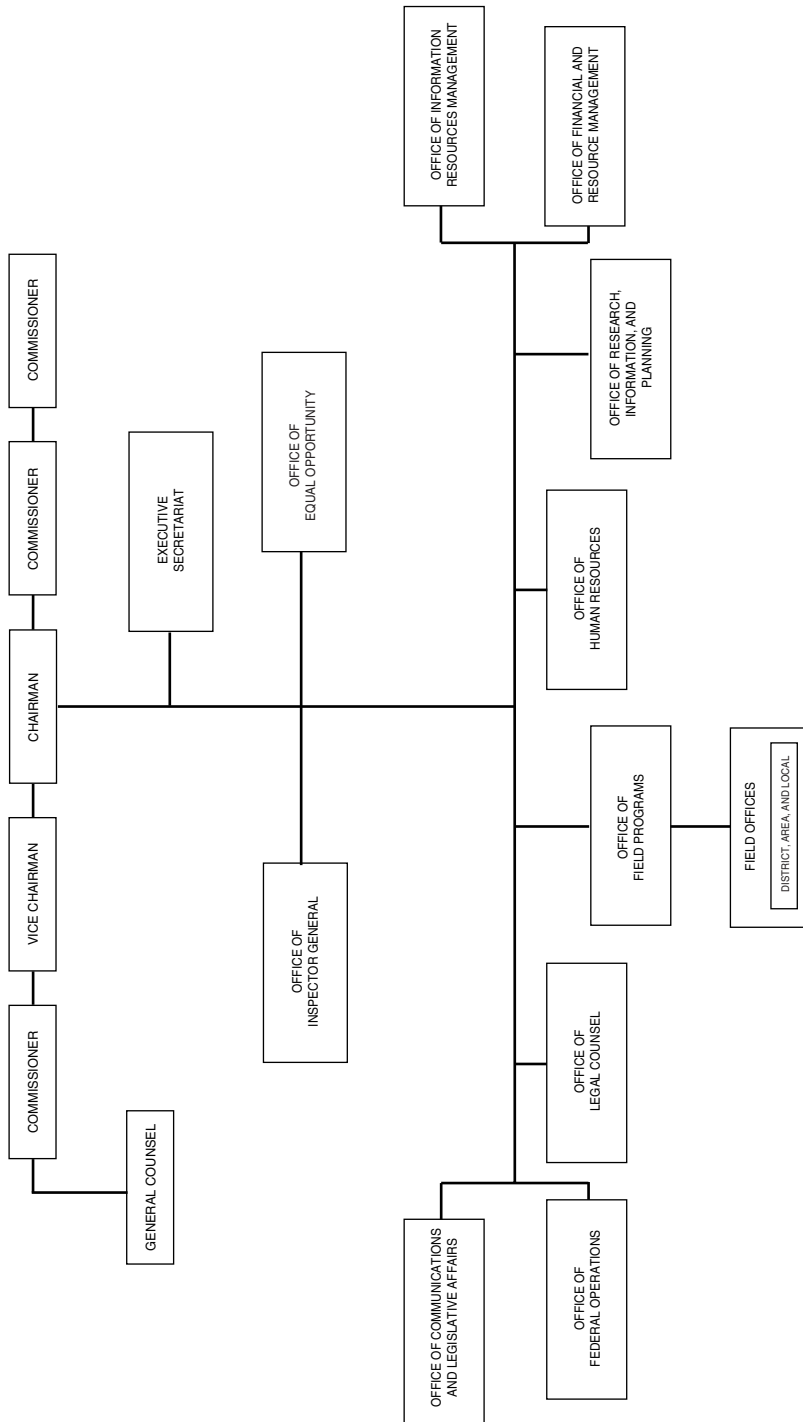 COMMISSIONER
VICE CHAIRMAN
CHAIRMAN
COMMISSIONER
COMMISSIONER
GENERAL COUNSEL
EXECUTIVE
SECRETARIAT
OFFICE OF
INSPECTOR GENERAL
OFFICE OF
EQUAL OPPORTUNITY
OFFICE OF COMMUNICATIONS
AND LEGISLATIVE AFFAIRS
OFFICE OF INFORMATION
RESOURCES MANAGEMENT
OFFICE OF
FEDERAL OPERATIONS
OFFICE OF
LEGAL COUNSEL
OFFICE OF
FIELD PROGRAMS
OFFICE OF
HUMAN RESOURCES
OFFICE OF RESEARCH,
INFORMATION, AND
PLANNING
OFFICE OF FINANCIAL AND
RESOURCE MANAGEMENT
FIELD OFFICES
DISTRICT, AREA, AND LOCAL